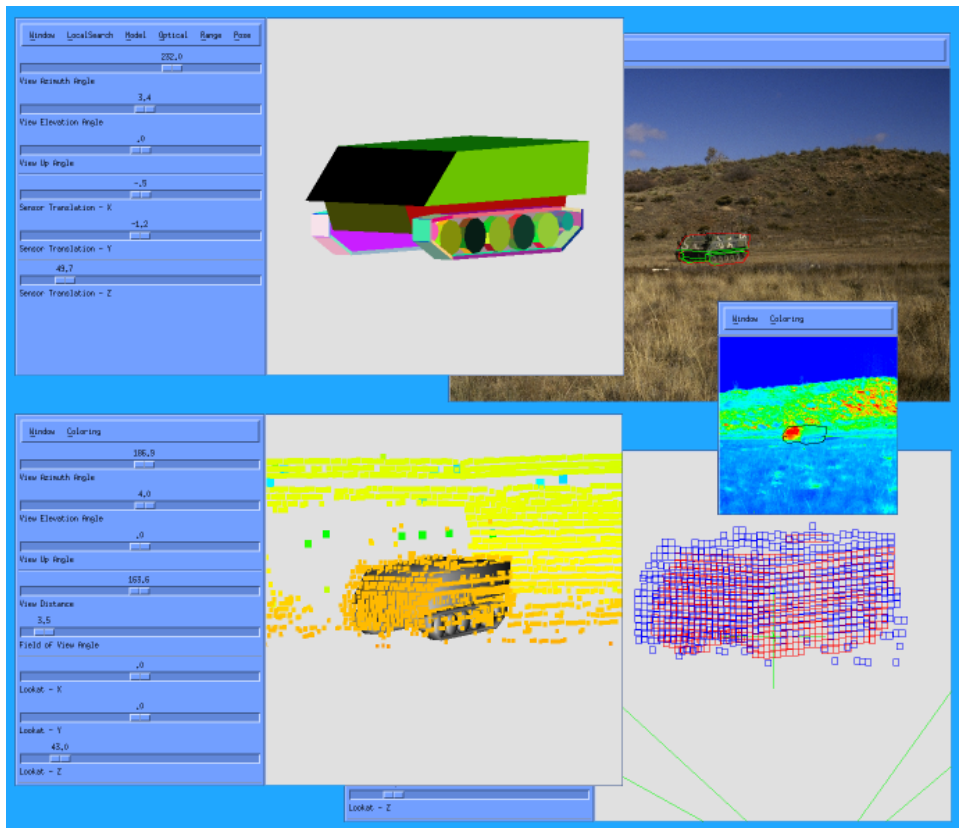 Window LocalSearch Model Optical Range Pose
232.0
View Azimuth Angle
3.4
View Elevation Angle
.0
View Up Angle
-.5
Sensor Translation - X
-1.2
Sensor Translation - Y
49.7
Sensor Translation - Z
Window Coloring
Window Coloring
186.9
View Azimuth Angle
4.0
View Elevation Angle
.0
View Up Angle
163.6
View Distance
3.5
Field of View Angle
.0
Lookat - X
.0
Lookat - Y
43.0
Lookat - Z
Lookat - Z